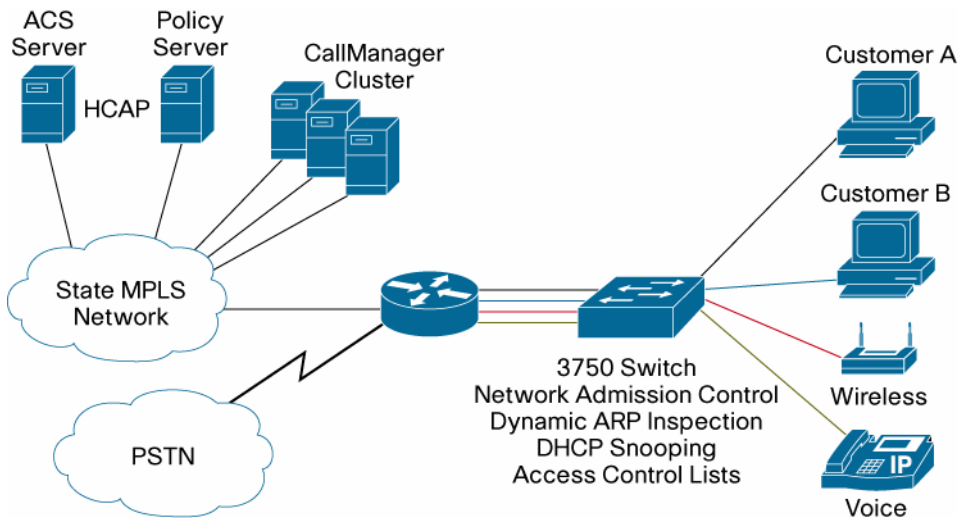 ACS
Server
Policy
Server
HCAP
CallManager
Cluster
Customer A
Customer B
State MPLS
Network
3750 Switch
Network Admission Control
Dynamic ARP Inspection
DHCP Snooping
Access Control Lists
Wireless
PSTN
IP
Voice